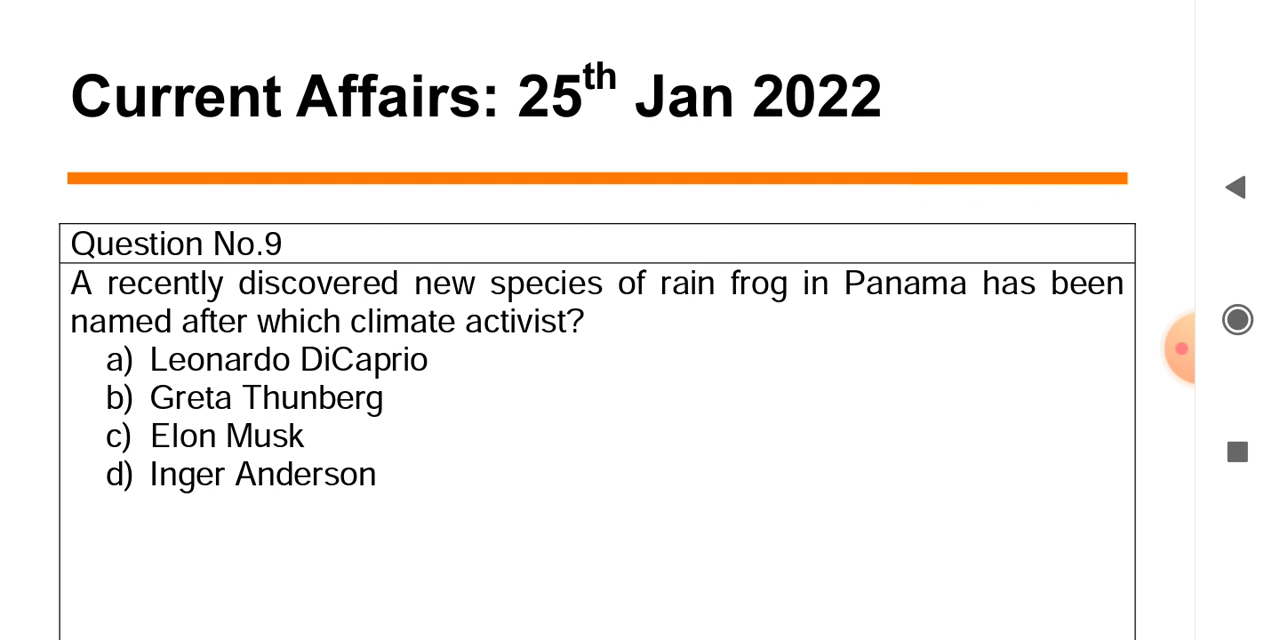 Current Affairs: 25th Jan 2022
Question No.9
A recently discovered new species of rain frog in Panama has been
named after which climate activist?
a) Leonardo DiCaprio
b) Greta Thunberg
c) Elon Musk
d) Inger Anderson